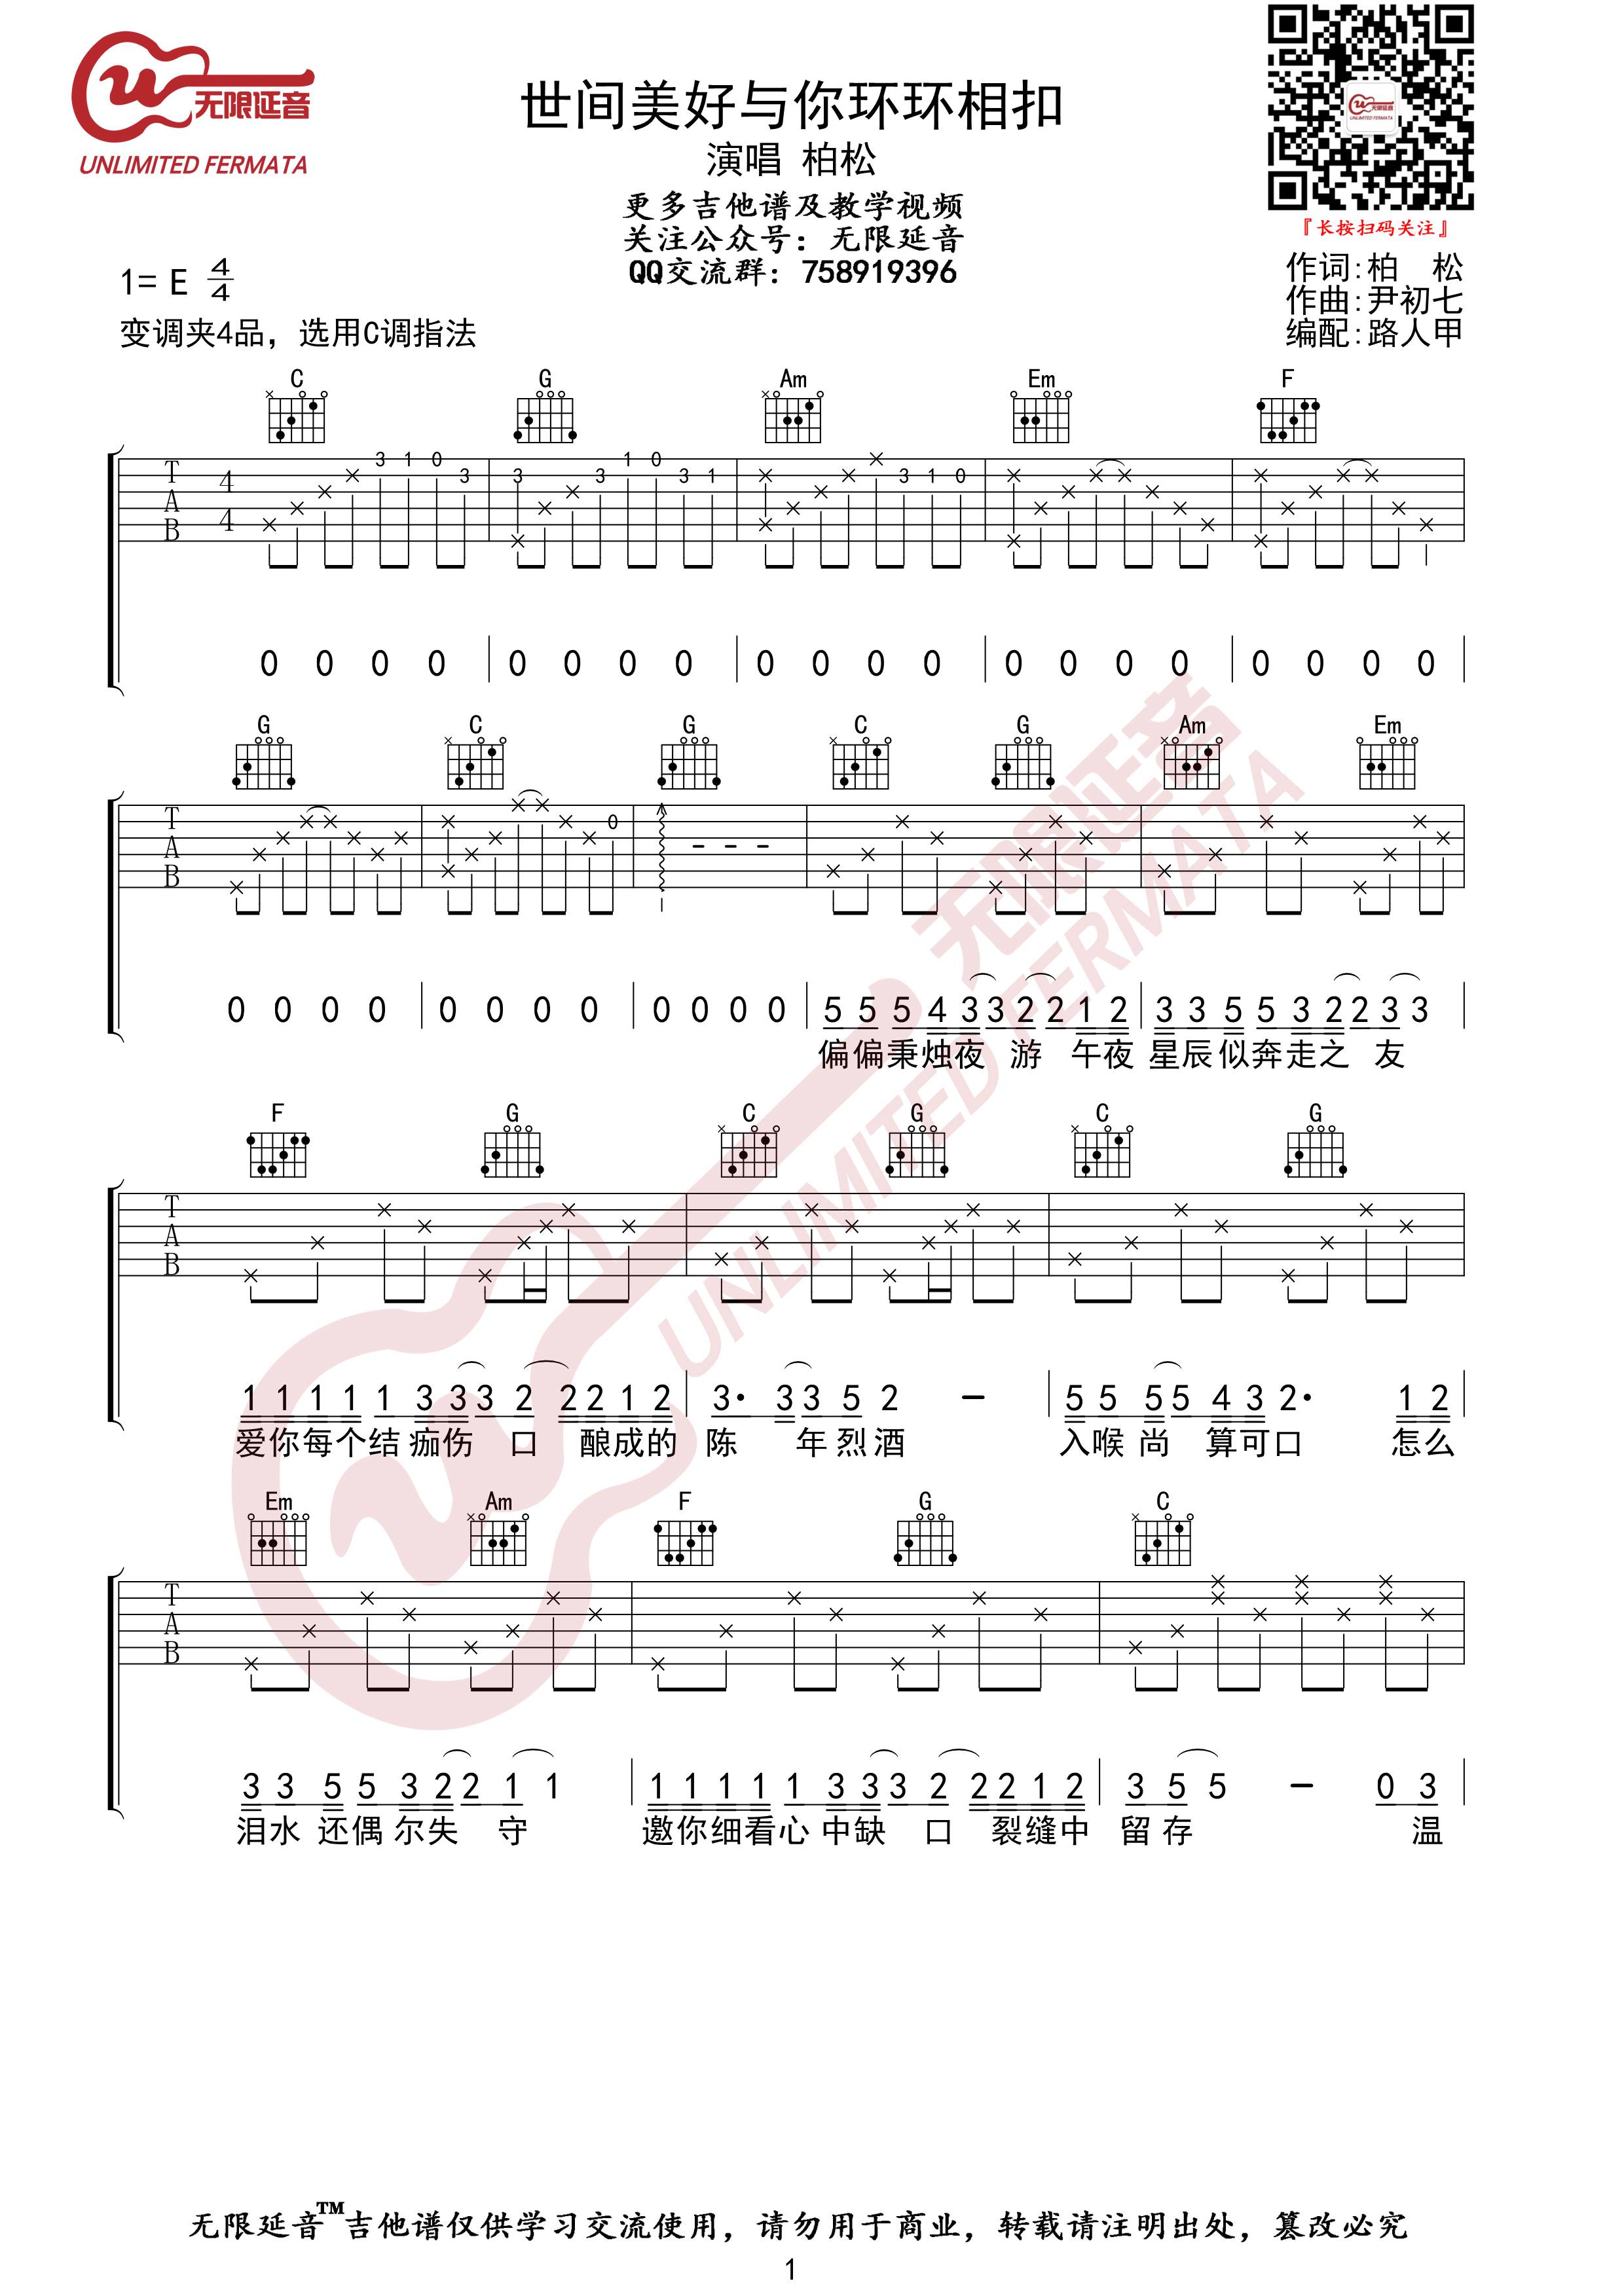 无限延音
UNLIMITED FERMATA
世间美好与你环环相扣
演唱 柏松
更多吉他谱及教学视频
关注公众号：无限延音
QQ交流群：758919396
无限延音
UNLIMITED FERMATA
『长按扫码关注』
1= E 4/4
变调夹4品，选用C调指法
作词:柏 松
作曲:尹初七
编配:路人甲
C G Am Em F
T A B 4 4 3 1 0 3 3 3 1 0 3 1 3 1 0
0 0 0 0 0 0 0 0 0 0 0 0 0 0 0 0 0 0 0 0
G C G C G Am Em
T A B 0 - - -
0 0 0 0 0 0 0 0 0 0 0 0 5 5 5 4 3 3 2 2 1 2 3 3 5 5 3 2 2 3 3
偏偏秉烛夜 游 午夜 星辰似奔走之 友
F G C G C G
T A B
1 1 1 1 1 3 3 3 2 2 2 1 2 3· 3 3 5 2 - 5 5 5 5 4 3 2· 1 2
爱你每个结 痂伤 口 酿成的 陈 年烈酒 入喉 尚 算可口 怎么
Em Am F G C
T A B
3 3 5 5 3 2 2 1 1 1 1 1 1 1 3 3 3 2 2 2 1 2 3 5 5 - 0 3
泪水 还偶 尔失 守 邀你细看心 中缺 口 裂缝中 留存 温
无限延音
UNLIMITED FERMATA
无限延音™吉他谱仅供学习交流使用，请勿用于商业，转载请注明出处，篡改必究
1